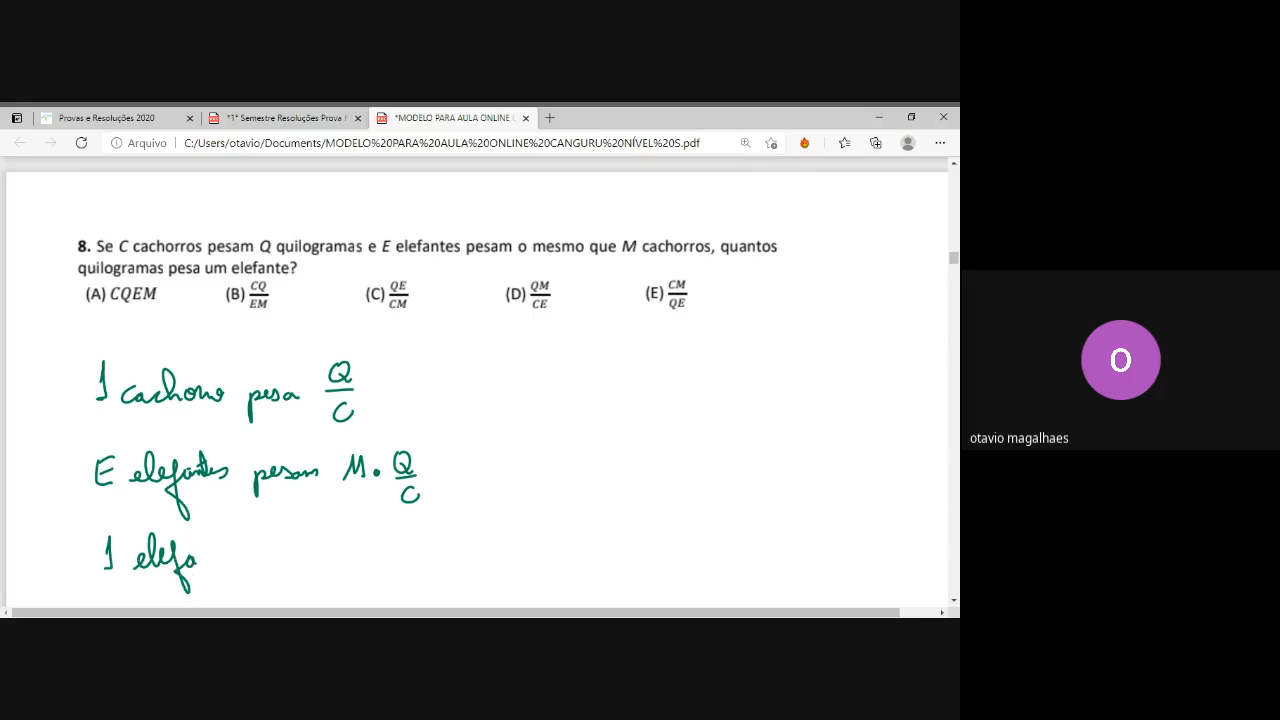 Provas e Resoluções 2020
*1° Semestre Resoluções Prova
*MODELO PARA AULA ONLINE
Arquivo
C:/Users/otavio/Documents/MODELO%20PARA%20AULA%20ONLINE%20CANGURU%20NÍVEL%20S.pdf
8. Se C cachorros pesam Q quilogramas e E elefantes pesam o mesmo que M cachorros, quantos
quilogramas pesa um elefante?
(A) CQEM (B) CQ/EM (C) QE/CM (D) QM/CE (E) CM/QE
1 cachorro pesa Q/C
E elefantes pesam M · Q/C
1 elefa
O
otavio magalhaes